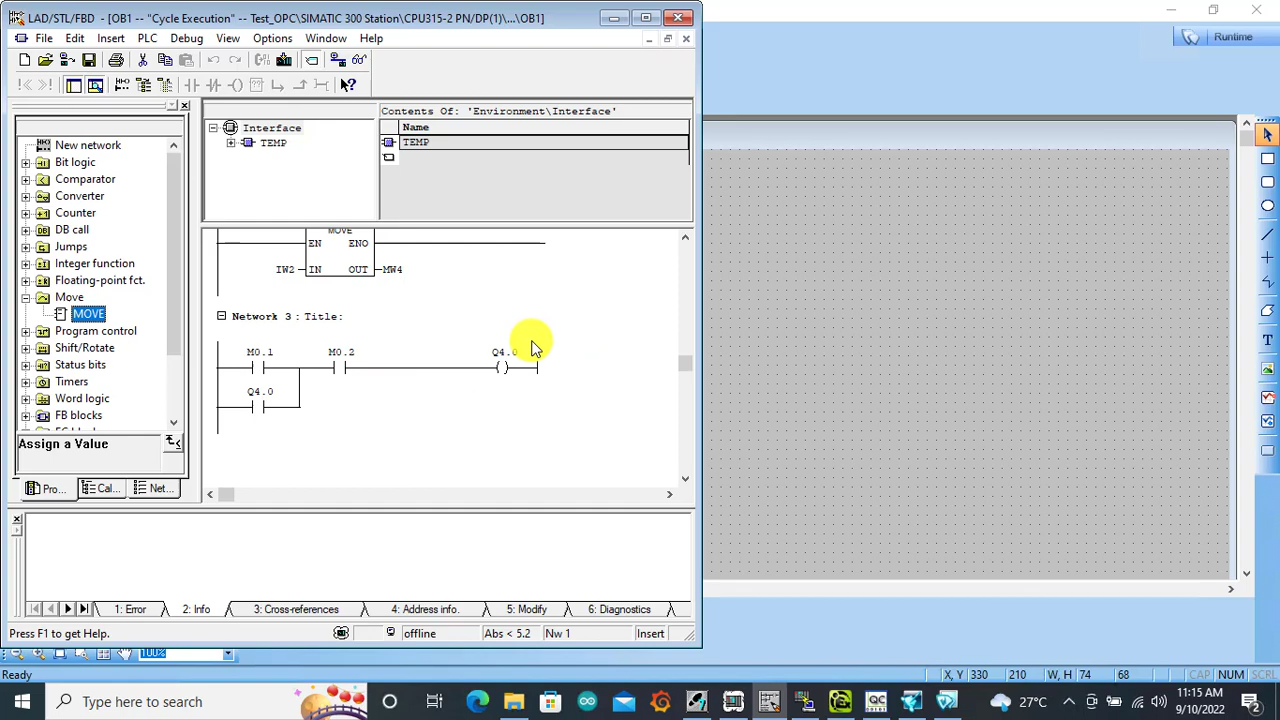 LAD/STL/FBD - [OB1 -- "Cycle Execution" -- Test_OPC\SIMATIC 300 Station\CPU315-2 PN/DP(1)\...\OB1]
File Edit Insert PLC Debug View Options Window Help
Runtime
Contents Of: 'Environment\Interface'
Interface
Name
TEMP
TEMP
New network
Bit logic
Comparator
Converter
Counter
DB call
Jumps
Integer function
Floating-point fct.
Move
MOVE
Program control
Shift/Rotate
Status bits
Timers
Word logic
FB blocks
Assign a Value
Pro... Cal... Net...
MOVE
EN ENO
IW2 IN OUT MW4
Network 3 : Title:
M0.1 M0.2 Q4.0
Q4.0
1: Error 2: Info 3: Cross-references 4: Address info. 5: Modify 6: Diagnostics
Press F1 to get Help. offline Abs < 5.2 Nw 1 Insert
100%
Ready X, Y 330 210 W, H 74 68 CAP NUM SCRL
Type here to search 27°C 11:15 AM
9/10/2022 2